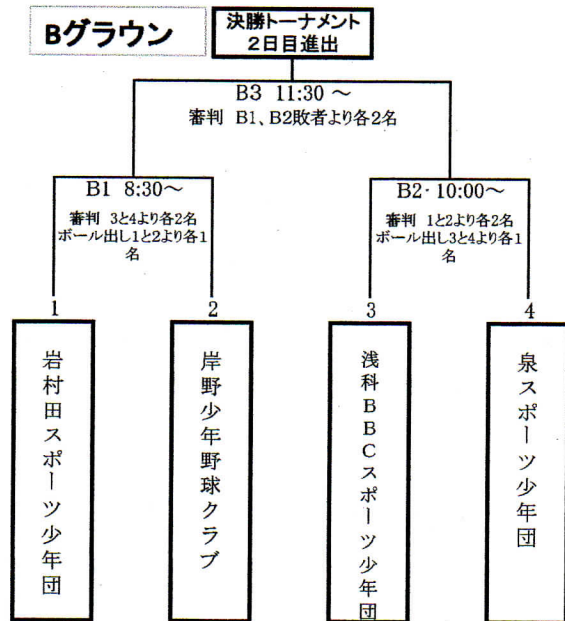 Bグラウン
決勝トーナメント
2日目進出
B3 11:30 ～
審判 B1、B2敗者より各2名
B1 8:30～
審判 3と4より各2名
ボール出し1と2より各1
名
B2・10:00～
審判 1と2より各2名
ボール出し3と4より各1
名
1
2
3
4
岩村田スポーツ少年団
岸野少年野球クラブ
浅科BBCスポーツ少年団
泉スポーツ少年団